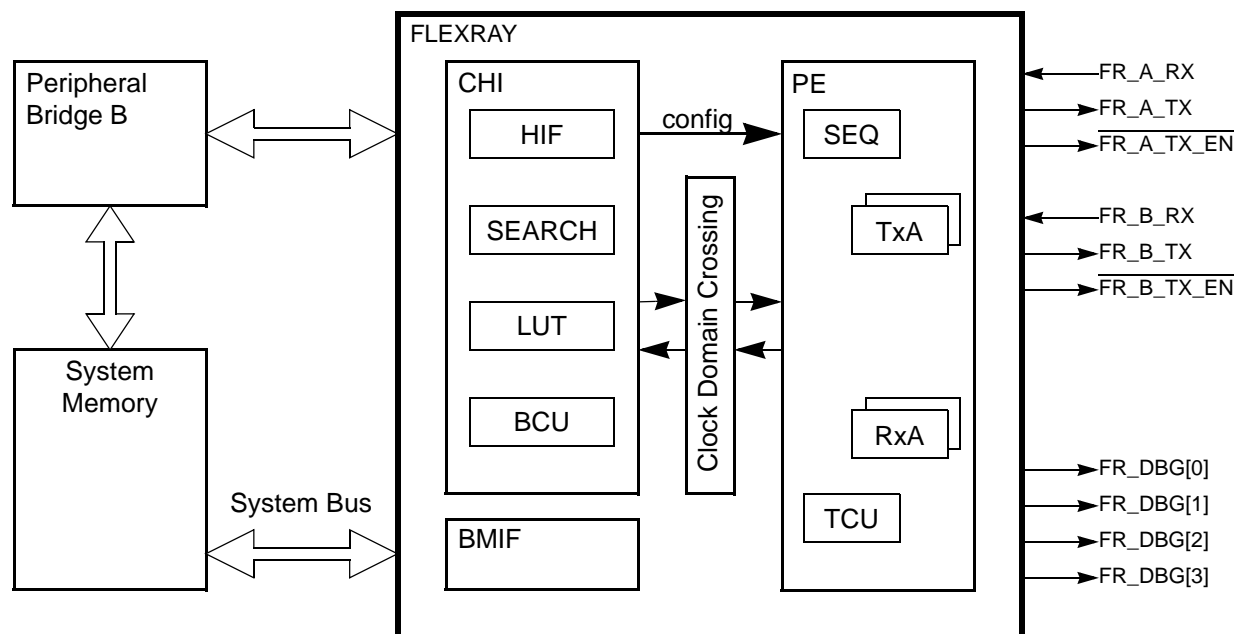 FLEXRAY
Peripheral
Bridge B
System
Memory
System Bus
CHI
HIF
SEARCH
LUT
BCU
BMIF
config
Clock Domain Crossing
PE
SEQ
TxA
RxA
TCU
FR_A_RX
FR_A_TX
FR_A_TX_EN
FR_B_RX
FR_B_TX
FR_B_TX_EN
FR_DBG[0]
FR_DBG[1]
FR_DBG[2]
FR_DBG[3]